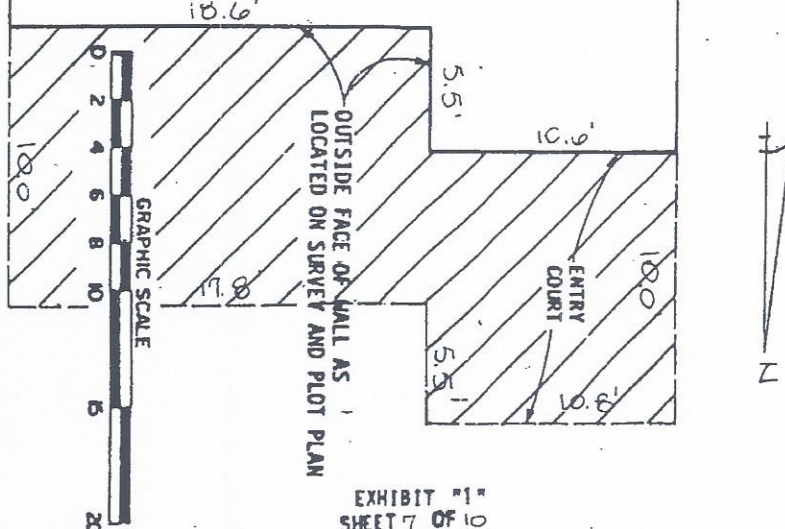 18.6'
5.5'
10.6'
0
2
4
6
8
10
15
20
GRAPHIC SCALE
10.0
17.8
OUTSIDE FACE OF WALL AS
LOCATED ON SURVEY AND PLOT PLAN
ENTRY
COURT
10.0
5.5'
10.8'
N
EXHIBIT "1"
SHEET 7 OF 10